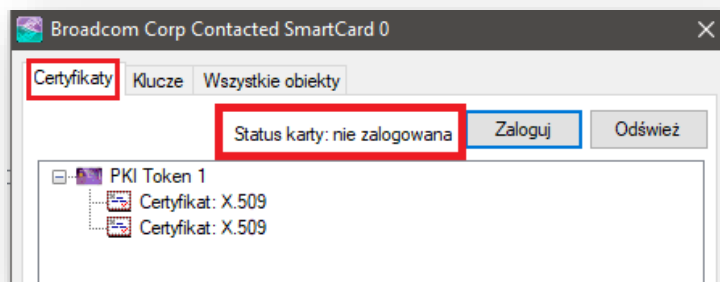 Broadcom Corp Contacted SmartCard 0
Certyfikaty Klucze Wszystkie obiekty
Status karty: nie zalogowana Zaloguj Odśwież
PKI Token 1
Certyfikat: X.509
Certyfikat: X.509